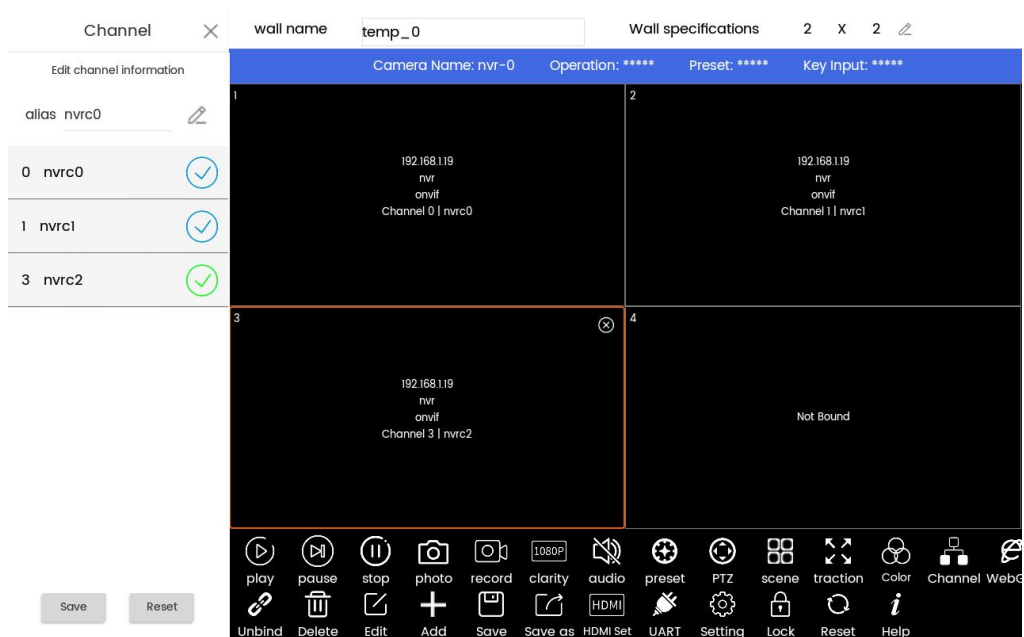 Channel
wall name temp_0 Wall specifications 2 X 2
Edit channel information
Camera Name: nvr-0 Operation: ***** Preset: ***** Key Input: *****
alias nvrc0
0 nvrc0
1 nvrc1
3 nvrc2
1
192.168.1.19
nvr
onvif
Channel 0 | nvrc0
2
192.168.1.19
nvr
onvif
Channel 1 | nvrc1
3
192.168.1.19
nvr
onvif
Channel 3 | nvrc2
4
Not Bound
1080P
play pause stop photo record clarity audio preset PTZ scene traction Color Channel WebG
HDMI
Unbind Delete Edit Add Save Save as HDMI Set UART Setting Lock Reset Help
Save Reset